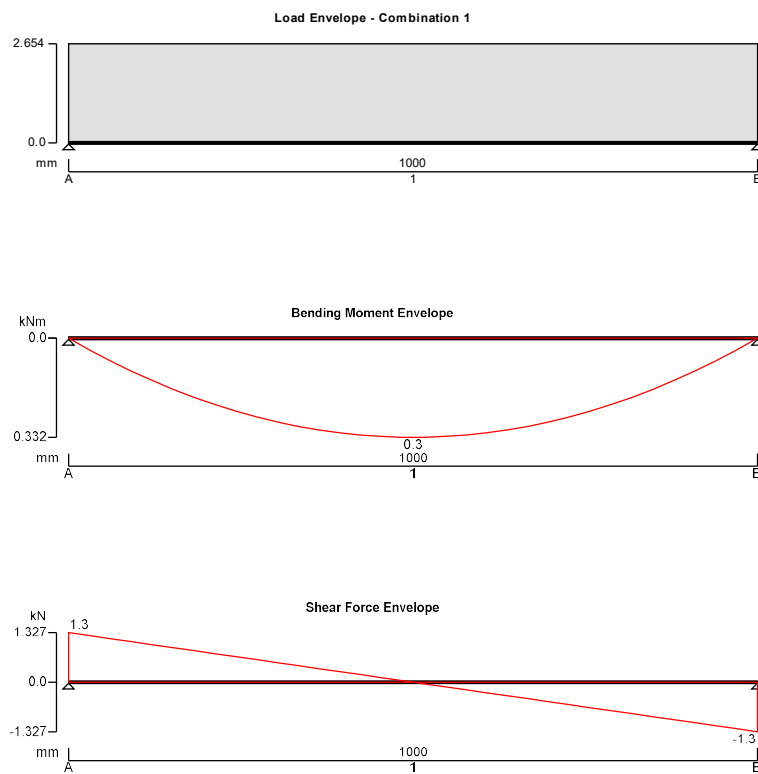 Load Envelope - Combination 1
2.654
0.0
mm 1000
A 1
Bending Moment Envelope
kNm
0.0
0.332
0.3
mm 1000
A 1
Shear Force Envelope
kN
1.327 1.3
0.0
-1.327 -1.3
mm 1000
A 1